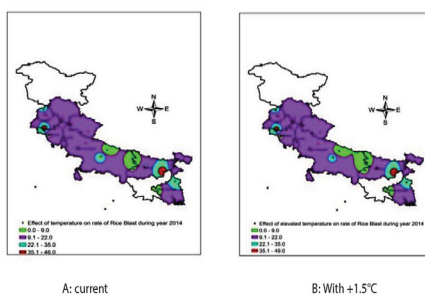 N
W E
S
• Effect of temperature on rate of Rice Blast during year 2014
0.0 - 9.0
9.1 - 22.0
22.1 - 35.0
35.1 - 46.0
A: current
N
W E
S
• Effect of elevated temperature on rate of Rice Blast during year 2014
0.0 - 9.0
9.1 - 22.0
22.1 - 35.0
35.1 - 49.0
B: With +1.5°C